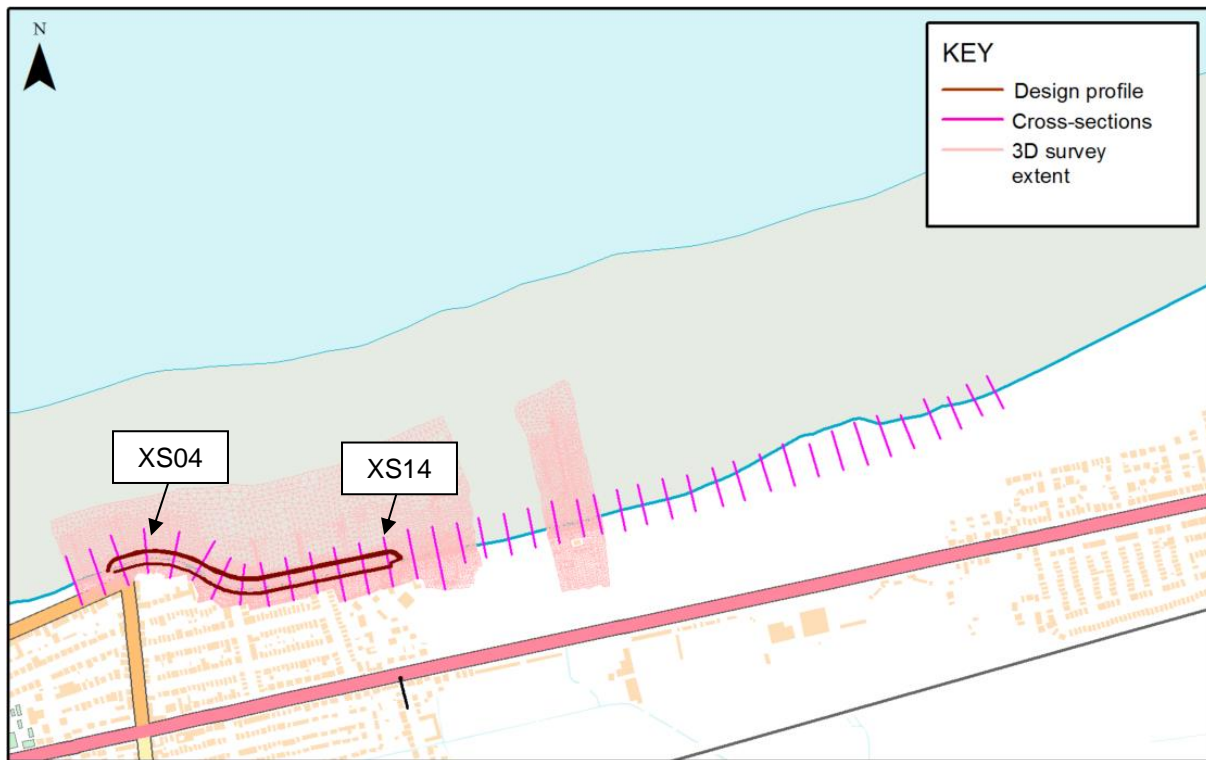 N
KEY
Design profile
Cross-sections
3D survey
extent
XS04
XS14